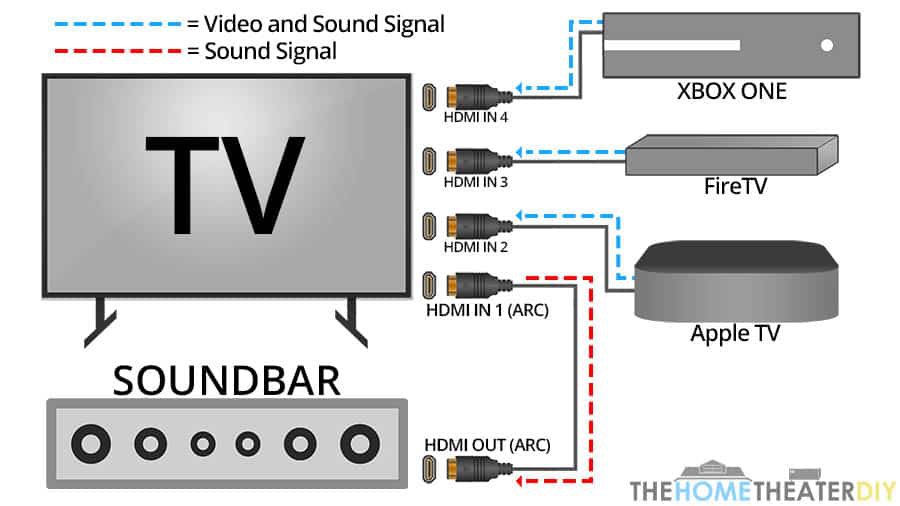 = Video and Sound Signal
= Sound Signal
XBOX ONE
TV
HDMI IN 4
HDMI IN 3
FireTV
HDMI IN 2
HDMI IN 1 (ARC)
Apple TV
SOUNDBAR
HDMI OUT (ARC)
THEHOMETHEATERDIY